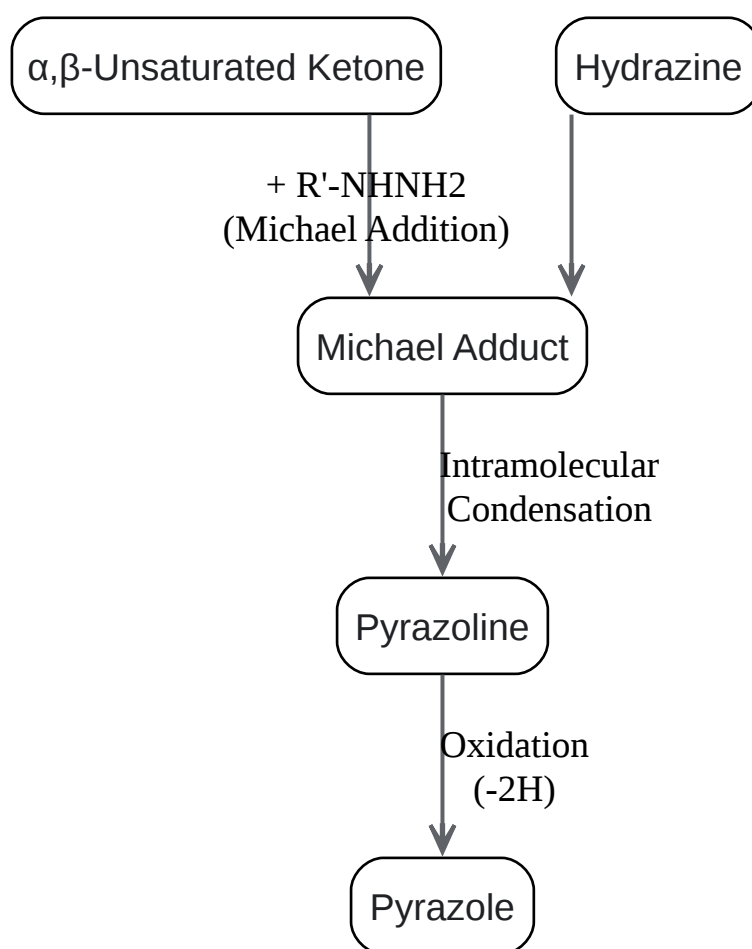 α,β-Unsaturated Ketone
Hydrazine
+ R'-NHNH2
(Michael Addition)
Michael Adduct
Intramolecular
Condensation
Pyrazoline
Oxidation
(-2H)
Pyrazole